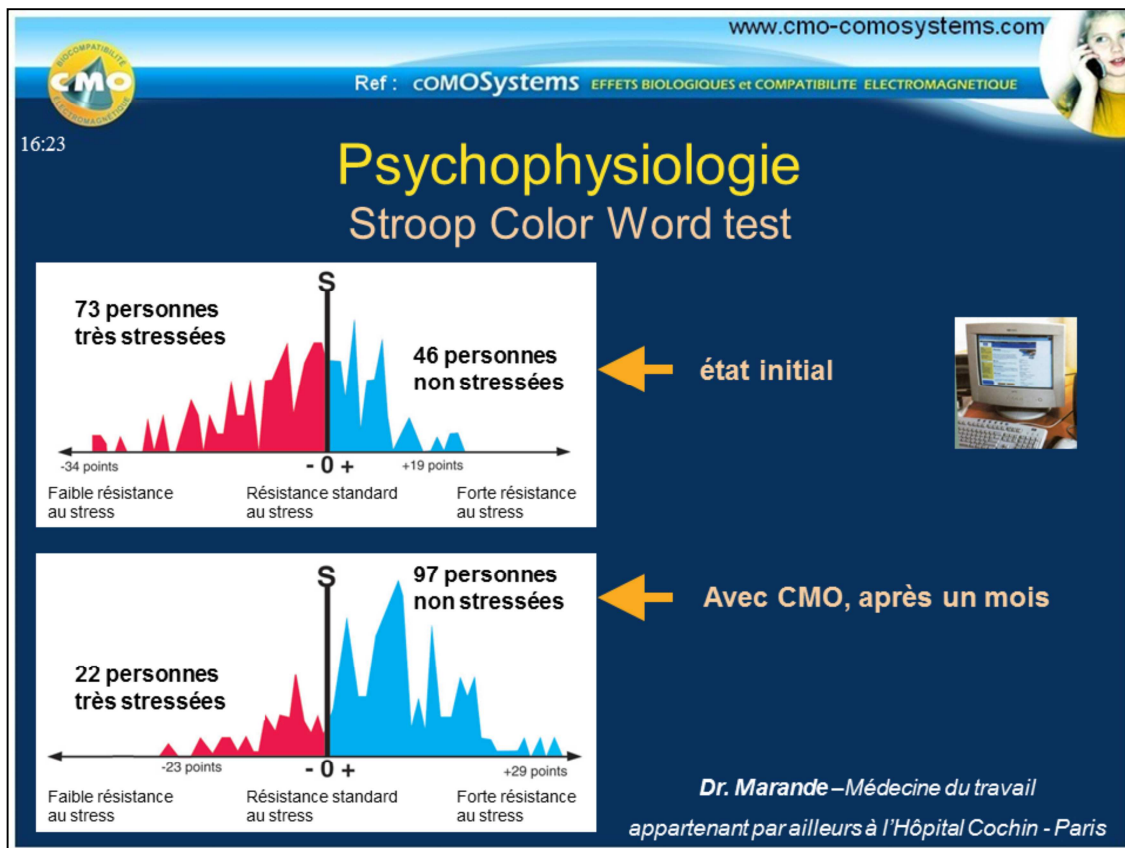 www.cmo-comosystems.com
BIOCOMPATIBILITÉ
CMO
ELECTROMAGNÉTIQUE
Ref : coMOSystems EFFETS BIOLOGIQUES et COMPATIBILITE ELECTROMAGNETIQUE
16:23
Psychophysiologie
Stroop Color Word test
S
73 personnes
très stressées
46 personnes
non stressées
état initial
-34 points
- 0 +
+19 points
Faible résistance
au stress
Résistance standard
au stress
Forte résistance
au stress
S
97 personnes
non stressées
Avec CMO, après un mois
22 personnes
très stressées
-23 points
- 0 +
+29 points
Faible résistance
au stress
Résistance standard
au stress
Forte résistance
au stress
Dr. Marande –Médecine du travail
appartenant par ailleurs à l'Hôpital Cochin - Paris